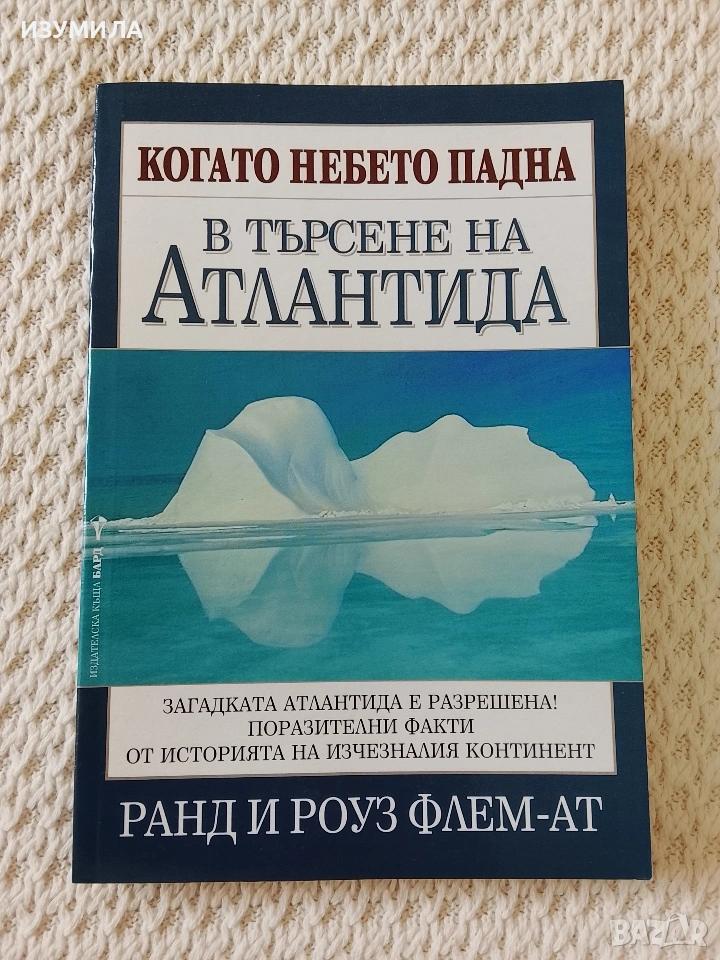 ИЗУМИЛА
КОГАТО НЕБЕТО ПАДНА
В ТЪРСЕНЕ НА
АТЛАНТИДА
ИЗДАТЕЛСКА КЪЩА БАРД
ЗАГАДКАТА АТЛАНТИДА Е РАЗРЕШЕНА!
ПОРАЗИТЕЛНИ ФАКТИ
ОТ ИСТОРИЯТА НА ИЗЧЕЗНАЛИЯ КОНТИНЕНТ
РАНД И РОУЗ ФЛЕМ-АТ
BAZAR